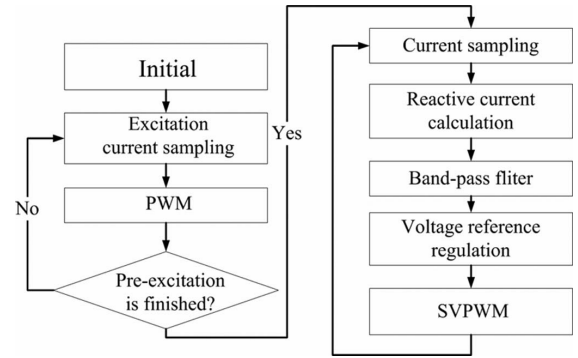 Initial
Excitation
current sampling
PWM
Pre-excitation
is finished?
No
Yes
Current sampling
Reactive current
calculation
Band-pass fliter
Voltage reference
regulation
SVPWM